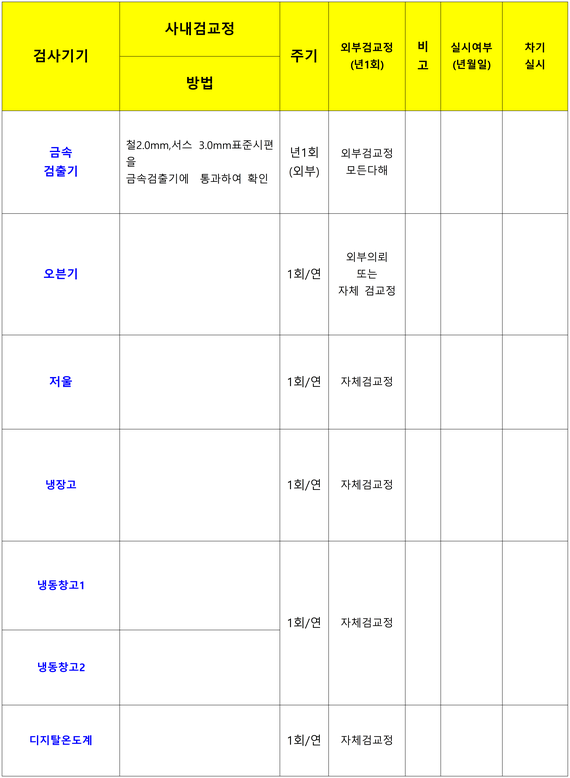 검사기기
사내검교정
방법
주기
외부검교정
(년1회)
비
고
실시여부
(년월일)
차기
실시
금속
검출기
철2.0mm,서스 3.0mm표준시편
을
금속검출기에 통과하여 확인
년1회
(외부)
외부검교정
모든다해
오븐기
1회/연
외부의뢰
또는
자체 검교정
저울
1회/연
자체검교정
냉장고
1회/연
자체검교정
냉동창고1
냉동창고2
1회/연
자체검교정
디지탈온도계
1회/연
자체검교정